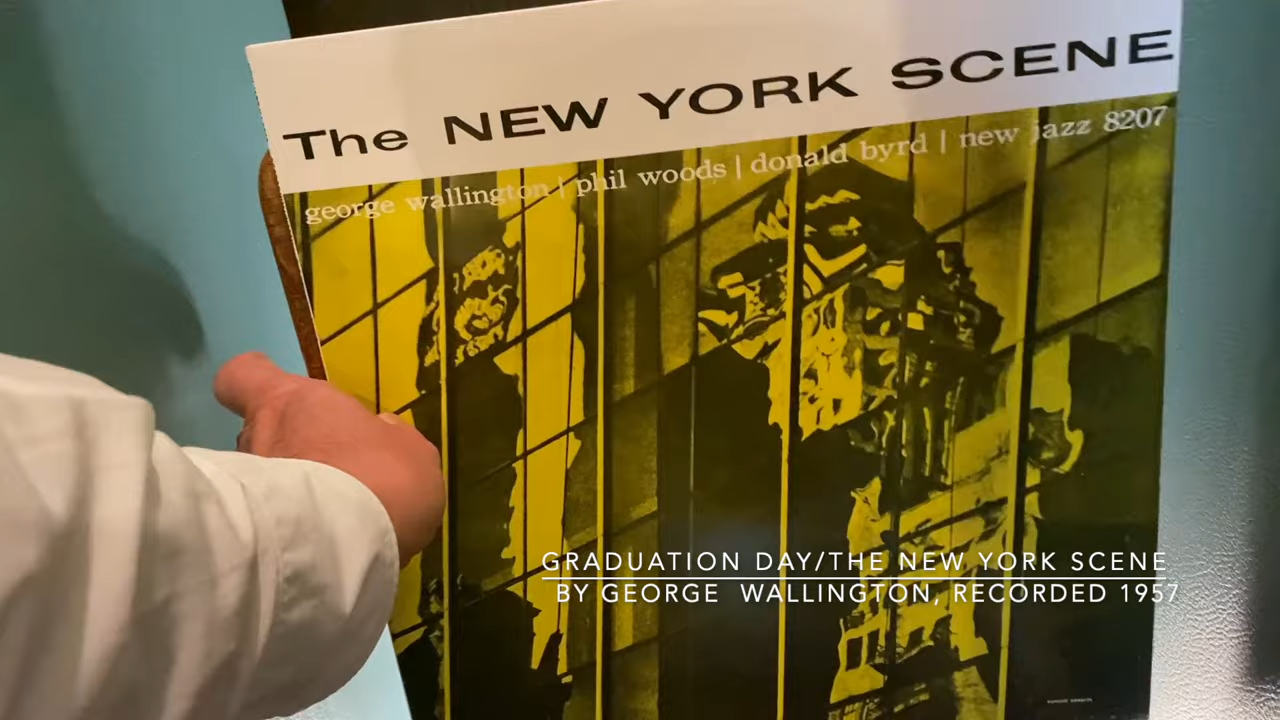 The NEW YORK SCENE
george wallington | phil woods | donald byrd | new jazz 8207
GRADUATION DAY/THE NEW YORK SCENE
BY GEORGE WALLINGTON, RECORDED 1957